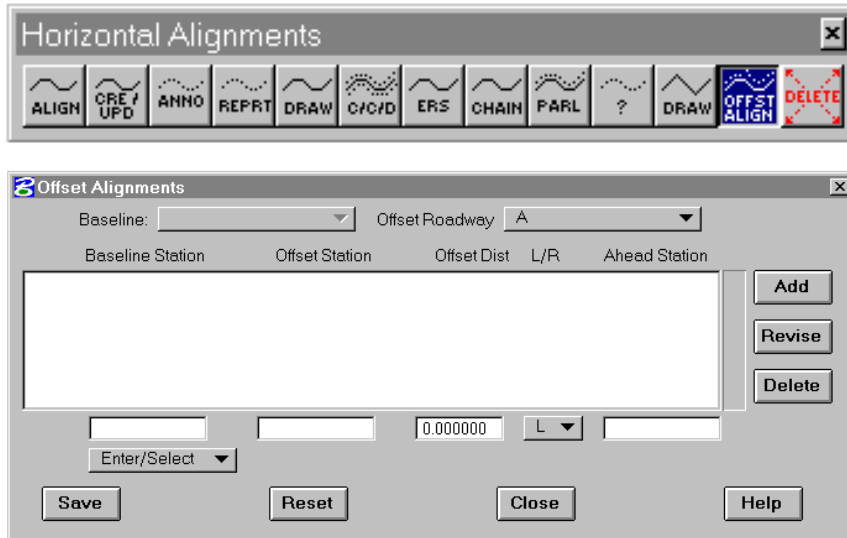 Horizontal Alignments
ALIGN CRE/UPD ANNO REPRT DRAW C/C/D ERS CHAIN PARL ? DRAW OFFST ALIGN DELETE
Offset Alignments
Baseline: Offset Roadway A
Baseline Station Offset Station Offset Dist L/R Ahead Station
Add
Revise
Delete
0.000000 L
Enter/Select
Save Reset Close Help